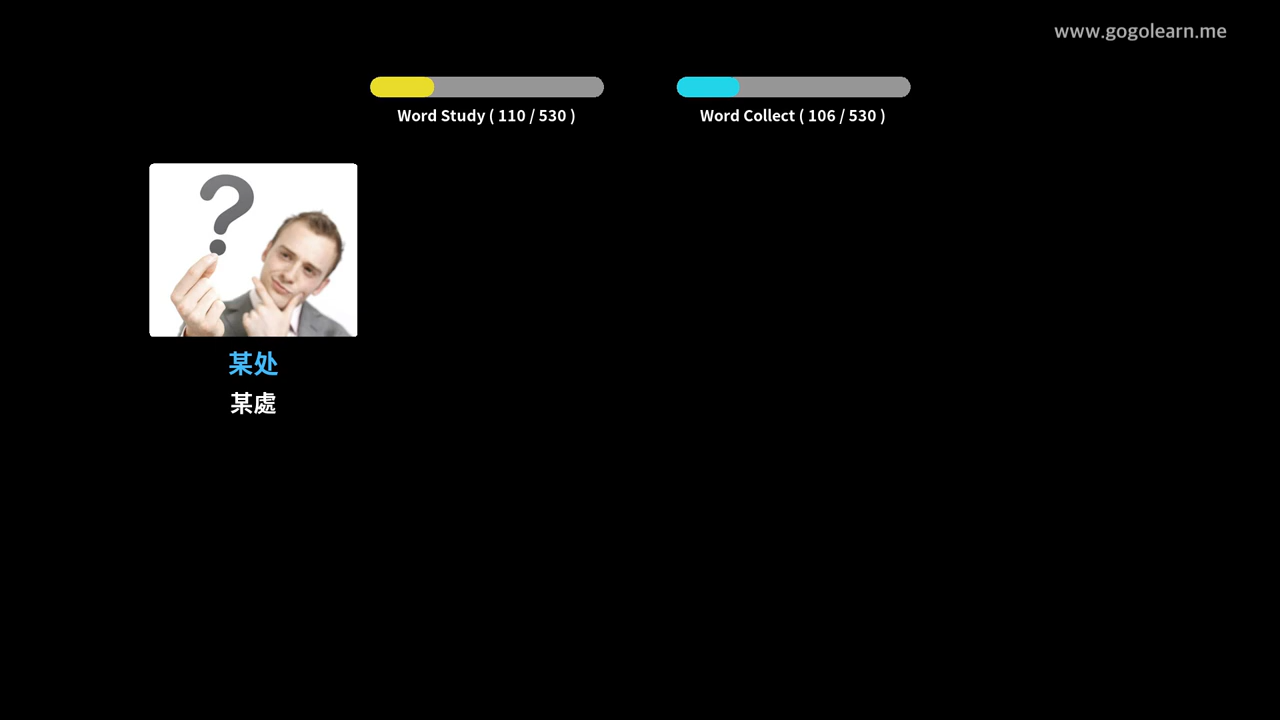 www.gogolearn.me
Word Study ( 110 / 530 )
Word Collect ( 106 / 530 )
?
某处
某處